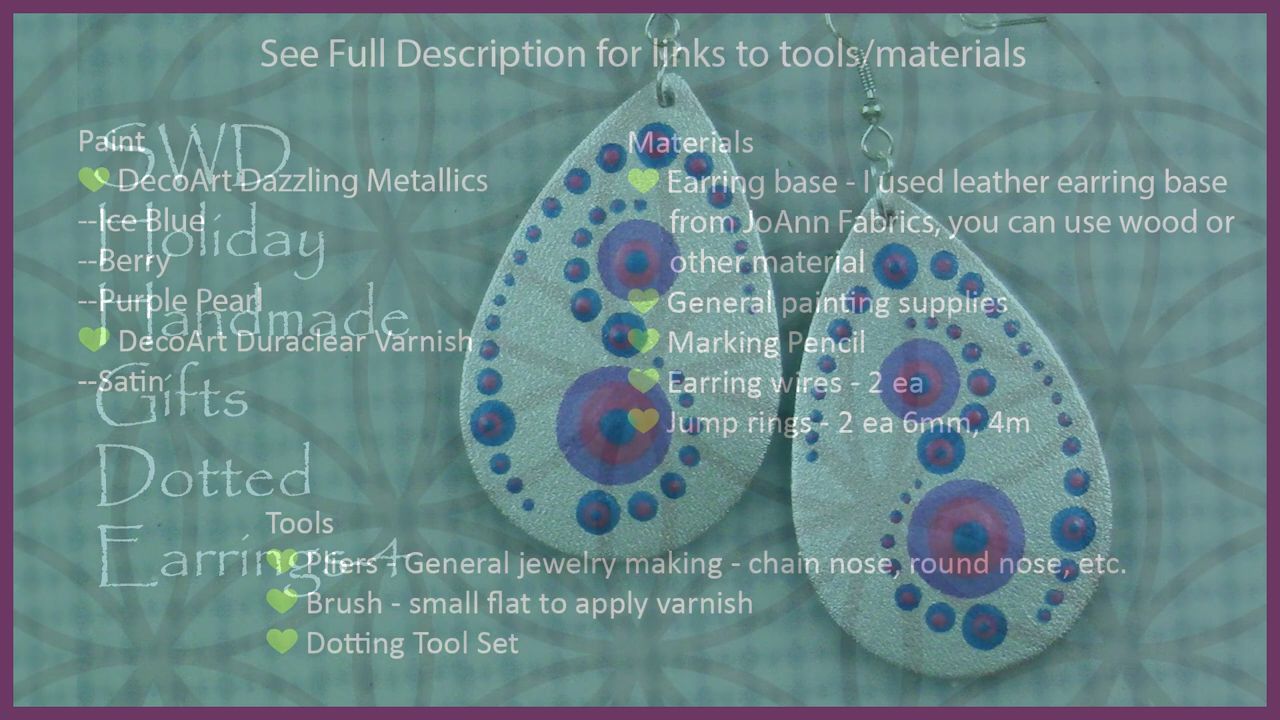 See Full Description for links to tools/materials
Paint
DecoArt Dazzling Metallics
--Ice Blue
--Berry
--Purple Pearl
DecoArt Duraclear Varnish
--Satin
Materials
Earring base - I used leather earring base
from JoAnn Fabrics, you can use wood or
other material
General painting supplies
Marking Pencil
Earring wires - 2 ea
Jump rings - 2 ea 6mm, 4m
Tools
Pliers - General jewelry making - chain nose, round nose, etc.
Brush - small flat to apply varnish
Dotting Tool Set
SWD
Holiday
Handmade
Gifts
Dotted
Earrings 4